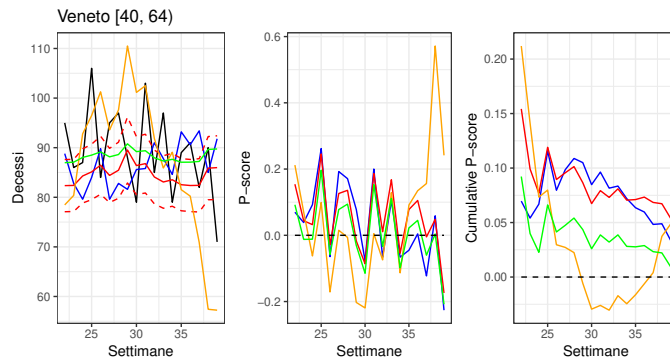 Veneto [40, 64)
Decessi
110
100
90
80
70
60
25 30 35
Settimane
P-score
0.6
0.4
0.2
0.0
−0.2
25 30 35
Settimane
Cumulative P-score
0.20
0.15
0.10
0.05
0.00
25 30 35
Settimane